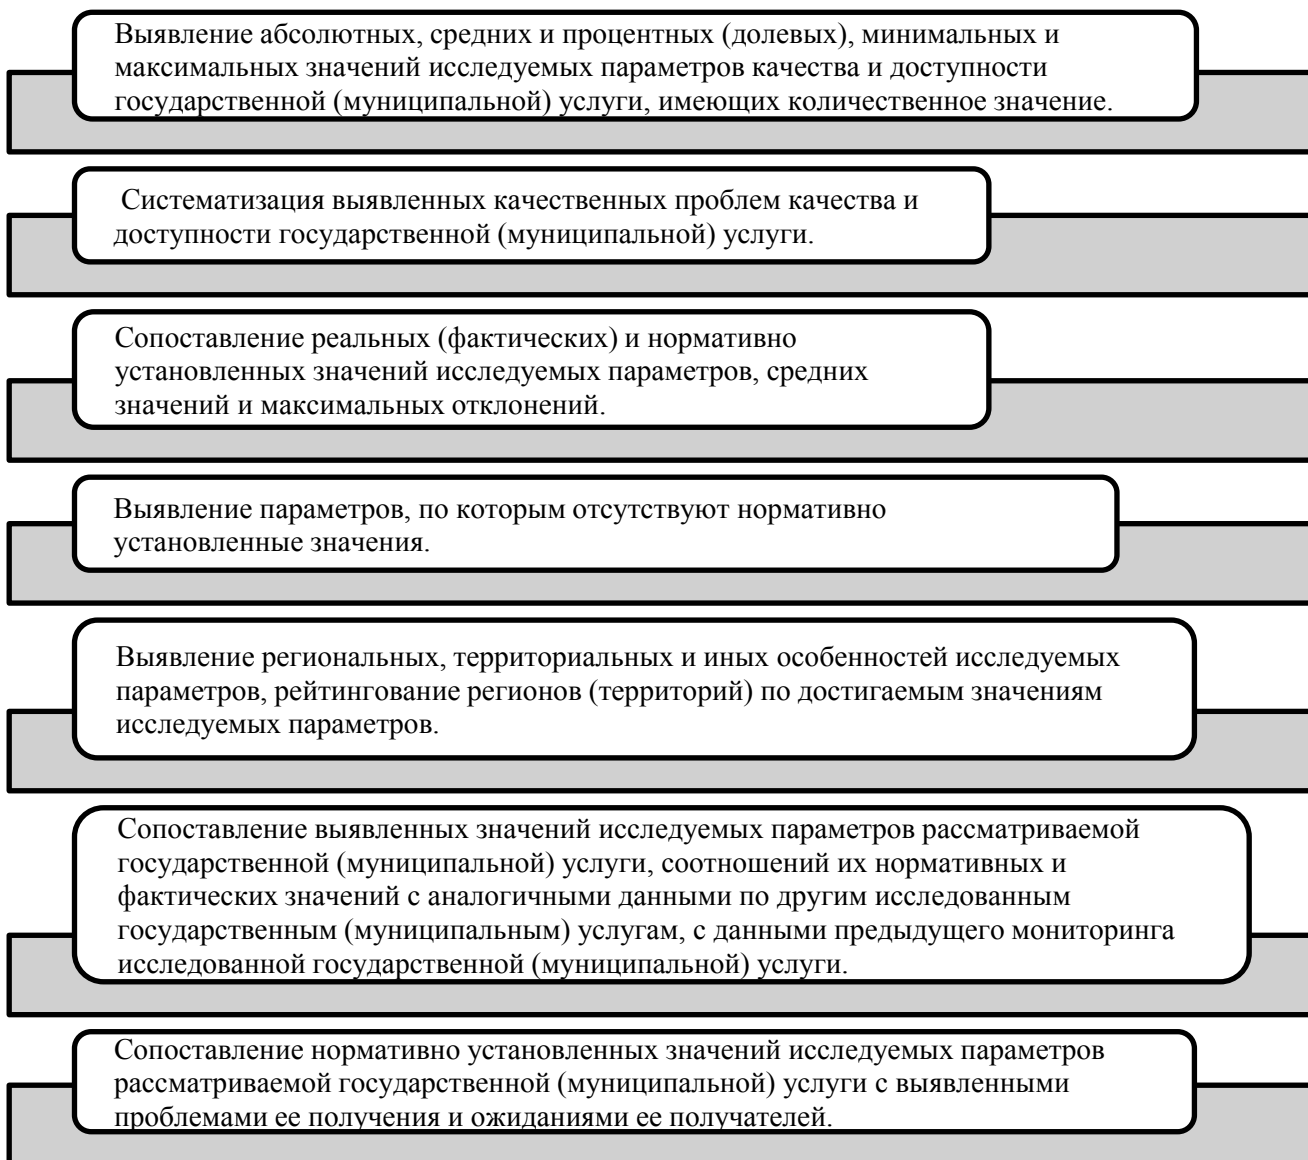 Выявление абсолютных, средних и процентных (долевых), минимальных и
максимальных значений исследуемых параметров качества и доступности
государственной (муниципальной) услуги, имеющих количественное значение.
Систематизация выявленных качественных проблем качества и
доступности государственной (муниципальной) услуги.
Сопоставление реальных (фактических) и нормативно
установленных значений исследуемых параметров, средних
значений и максимальных отклонений.
Выявление параметров, по которым отсутствуют нормативно
установленные значения.
Выявление региональных, территориальных и иных особенностей исследуемых
параметров, рейтингование регионов (территорий) по достигаемым значениям
исследуемых параметров.
Сопоставление выявленных значений исследуемых параметров рассматриваемой
государственной (муниципальной) услуги, соотношений их нормативных и
фактических значений с аналогичными данными по другим исследованным
государственным (муниципальным) услугам, с данными предыдущего мониторинга
исследованной государственной (муниципальной) услуги.
Сопоставление нормативно установленных значений исследуемых параметров
рассматриваемой государственной (муниципальной) услуги с выявленными
проблемами ее получения и ожиданиями ее получателей.